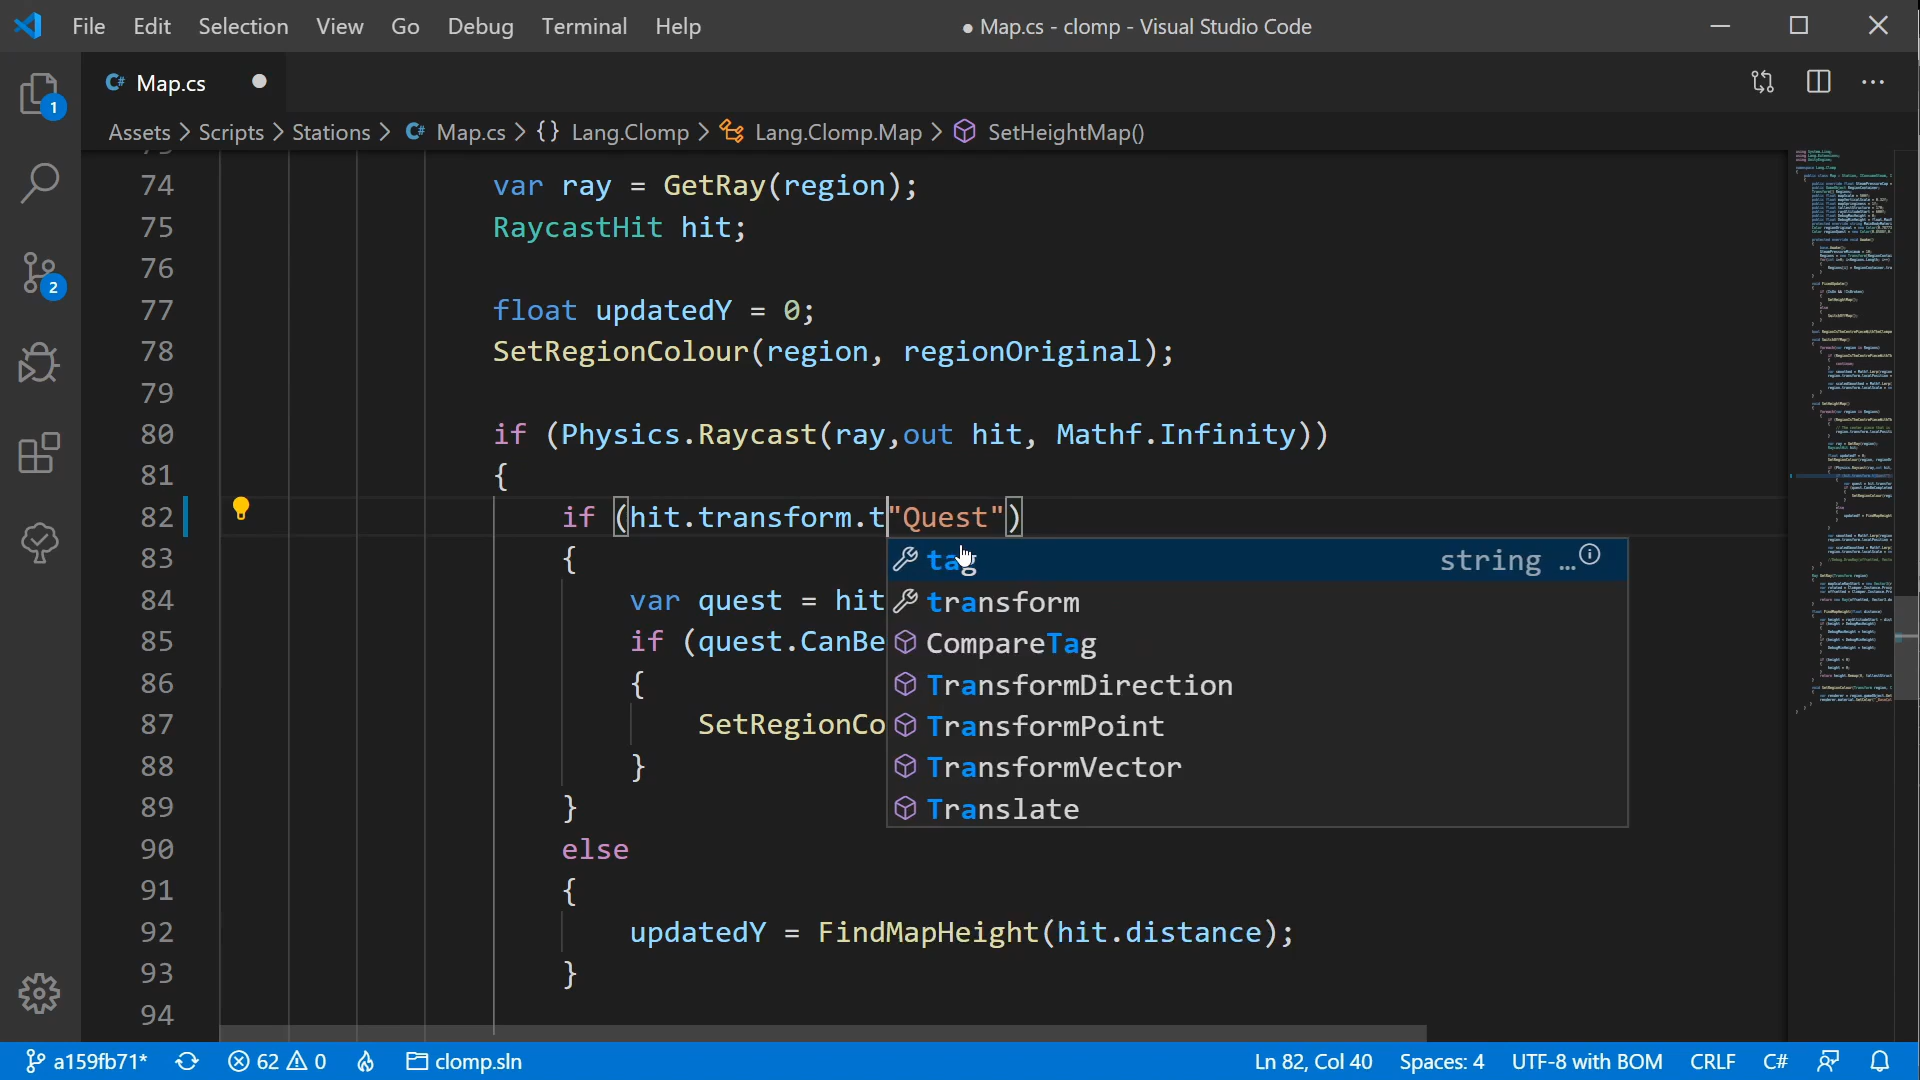 File Edit Selection View Go Debug Terminal Help ● Map.cs - clomp - Visual Studio Code
C# Map.cs
Assets > Scripts > Stations > C# Map.cs > {} Lang.Clomp > Lang.Clomp.Map > SetHeightMap()
1
2
74 var ray = GetRay(region);
75 RaycastHit hit;
76
77 float updatedY = 0;
78 SetRegionColour(region, regionOriginal);
79
80 if (Physics.Raycast(ray,out hit, Mathf.Infinity))
81 {
82 if (hit.transform.t"Quest")
83 {
84 var quest = hit
85 if (quest.CanBe
86 {
87 SetRegionCo
88 }
89 }
90 else
91 {
92 updatedY = FindMapHeight(hit.distance);
93 }
94
tag string …
transform
CompareTag
TransformDirection
TransformPoint
TransformVector
Translate
a159fb71* 62 0 clomp.sln Ln 82, Col 40 Spaces: 4 UTF-8 with BOM CRLF C#